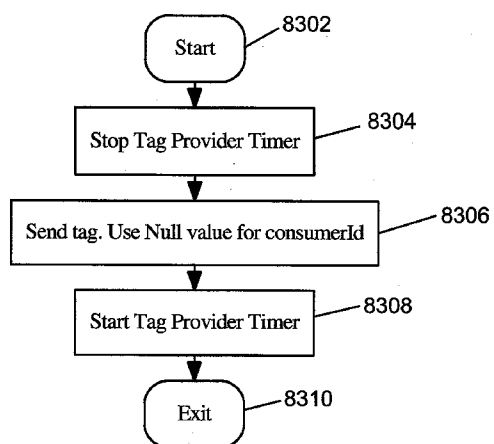 Start
8302
Stop Tag Provider Timer
8304
Send tag. Use Null value for consumerId
8306
Start Tag Provider Timer
8308
Exit
8310